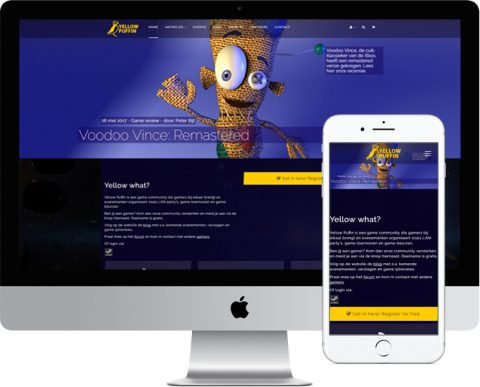 YELLOW
PUFFIN
HOME
ARTIKELEN
EVENTS
CONTACT
Voodoo Vince, de cult-
klassieker van de Xbox,
heeft een remastered
versie gekregen. Lees
hier onze recensie.
26 mei 2017 - Game review - door: Peter
Voodoo Vince: Remastered
Yellow what?
Get in here! Register
Yellow Puffin is een game community die gamers bij
elkaar brengt en evenementen organiseert zoals LAN-
party's, game-toernooien en game-beurzen.
Ben jij een gamer? Kom dan onze community
versterken en meld je aan via de knop hiernaast. Deelname is gratis.
Volg op de website de blog met o.a. komende
evenementen, verslagen en game (p)reviews.
Praat mee op het forum en kom in contact met andere
gamers.
Of login via:
YELLOW
PUFFIN
Voodoo Vince Remastered
Yellow what?
Yellow Puffin is een game community die gamers bij
elkaar brengt en evenementen organiseert zoals LAN-
party's, game-toernooien en game-beurzen.
Ben jij een gamer? Kom dan onze community versterken
en meld je aan via de knop hiernaast. Deelname is gratis.
Volg op de website de blog met o.a. komende
evenementen, verslagen en game (p)reviews.
Praat mee op het forum en kom in contact met andere
gamers.
Of login via:
Get in here! Register for free.